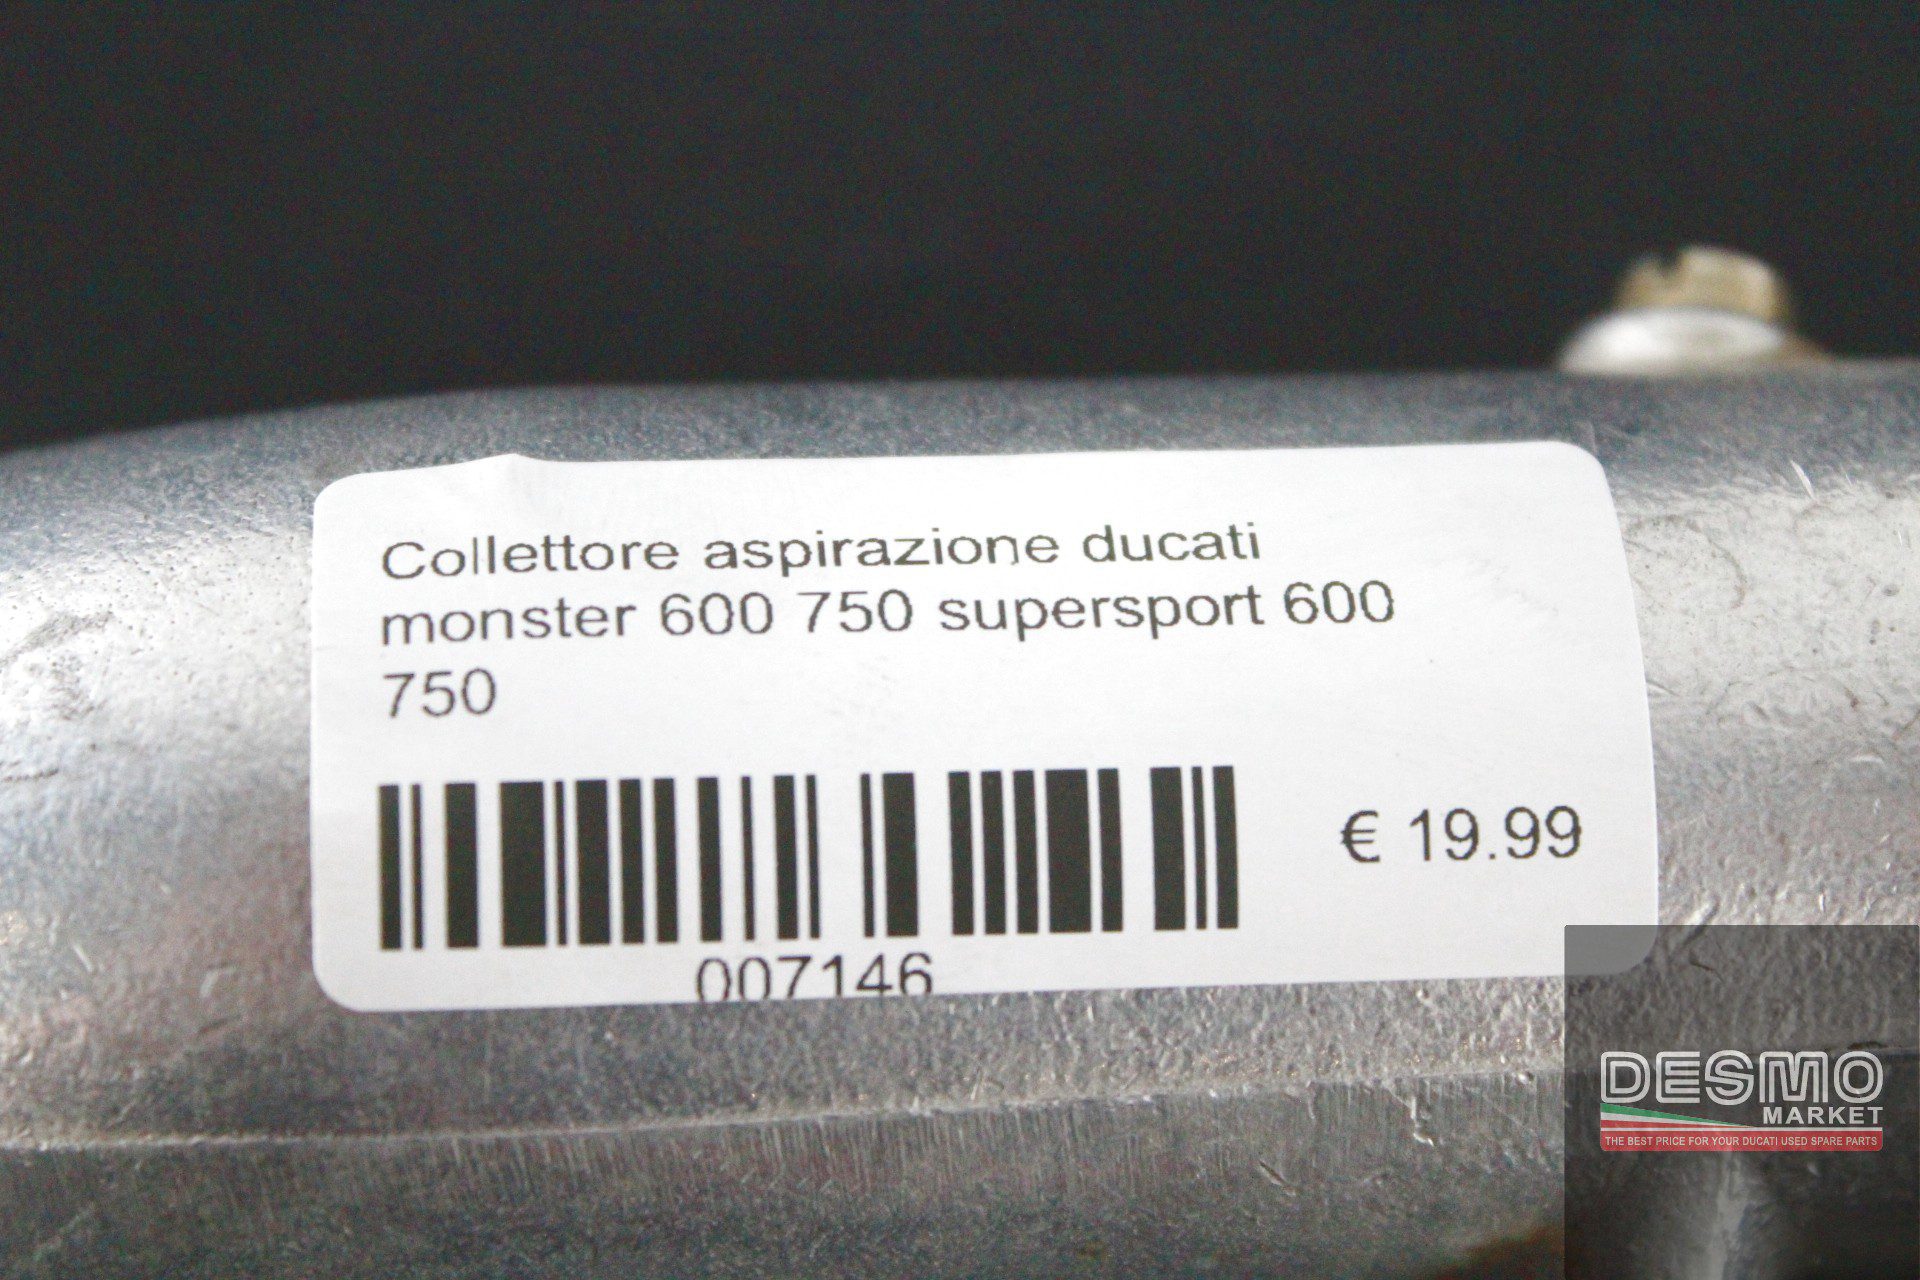 Collettore aspirazione ducati
monster 600 750 supersport 600
750
€ 19.99
007146
DESMO
MARKET
THE BEST PRICE FOR YOUR DUCATI USED SPARE PARTS